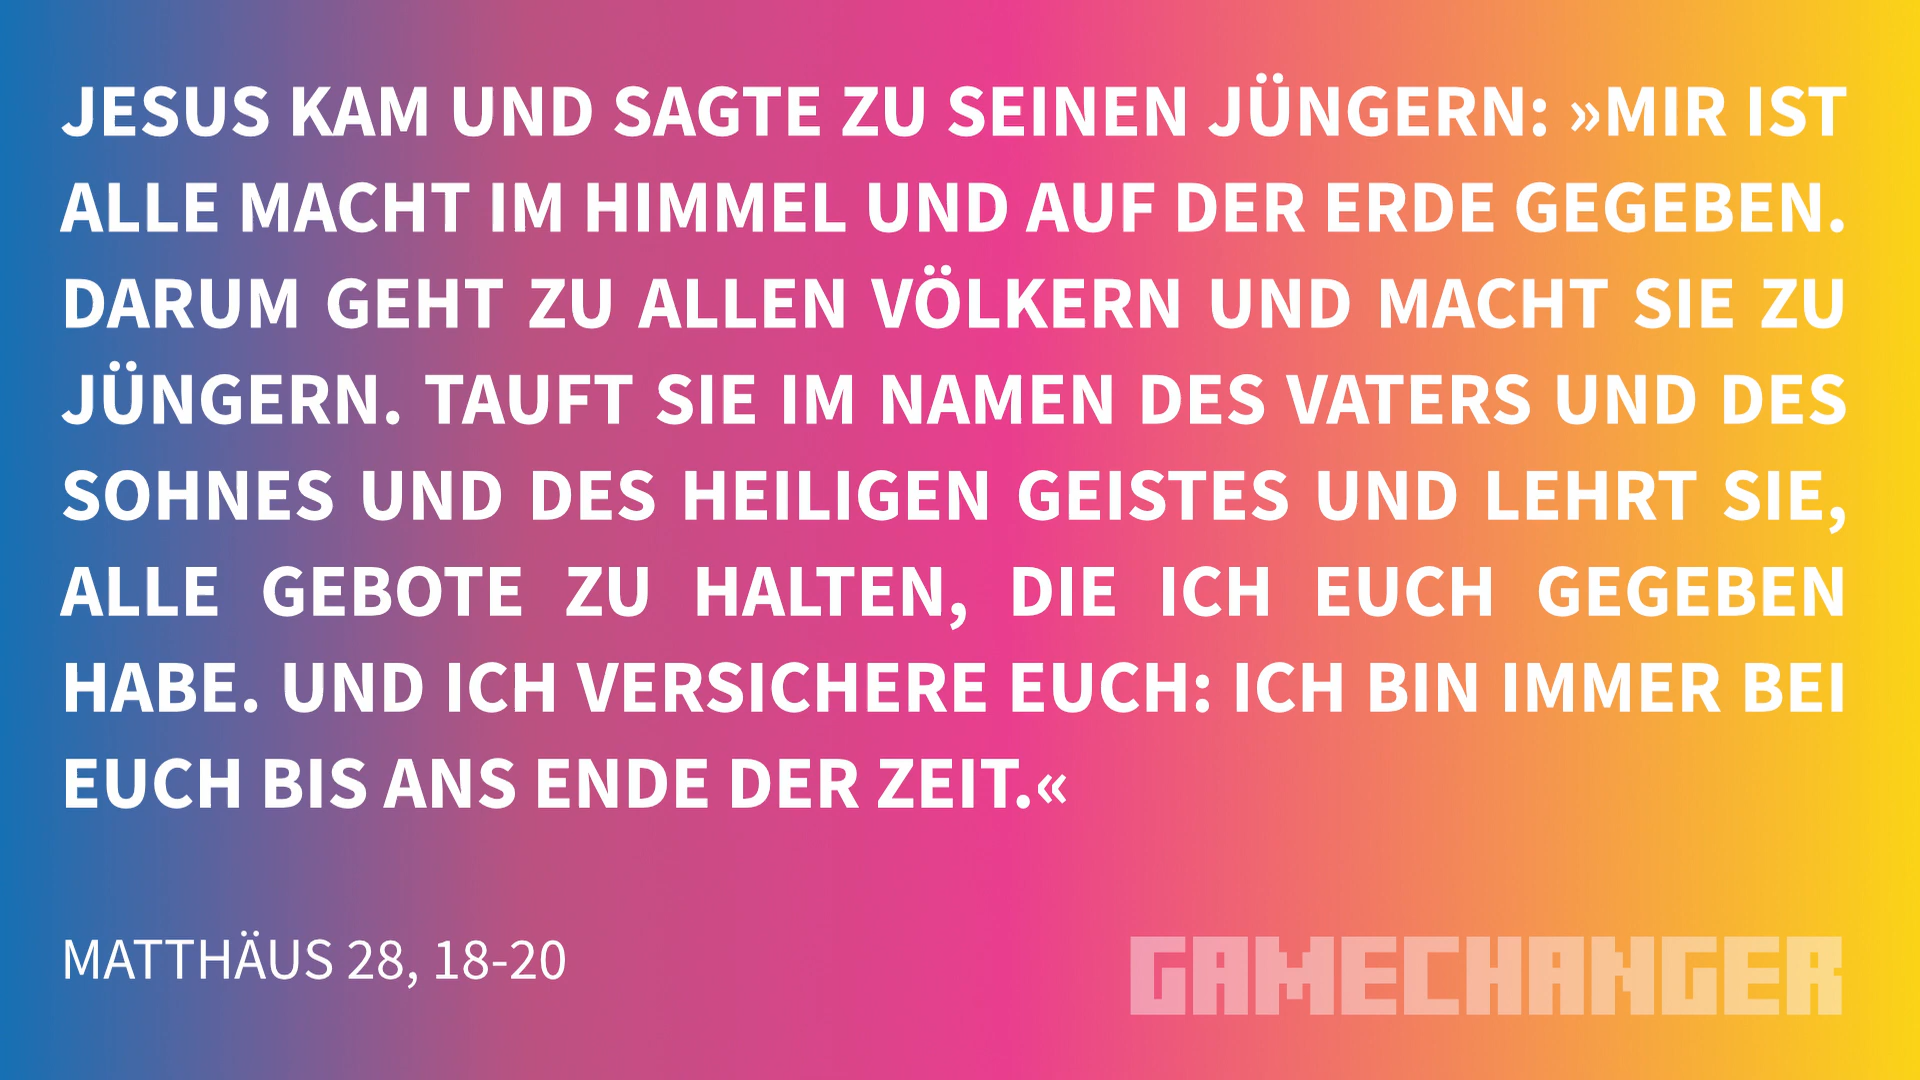 JESUS KAM UND SAGTE ZU SEINEN JÜNGERN: »MIR IST
ALLE MACHT IM HIMMEL UND AUF DER ERDE GEGEBEN.
DARUM GEHT ZU ALLEN VÖLKERN UND MACHT SIE ZU
JÜNGERN. TAUFT SIE IM NAMEN DES VATERS UND DES
SOHNES UND DES HEILIGEN GEISTES UND LEHRT SIE,
ALLE GEBOTE ZU HALTEN, DIE ICH EUCH GEGEBEN
HABE. UND ICH VERSICHERE EUCH: ICH BIN IMMER BEI
EUCH BIS ANS ENDE DER ZEIT.«
MATTHÄUS 28, 18-20
GAMECHANGER